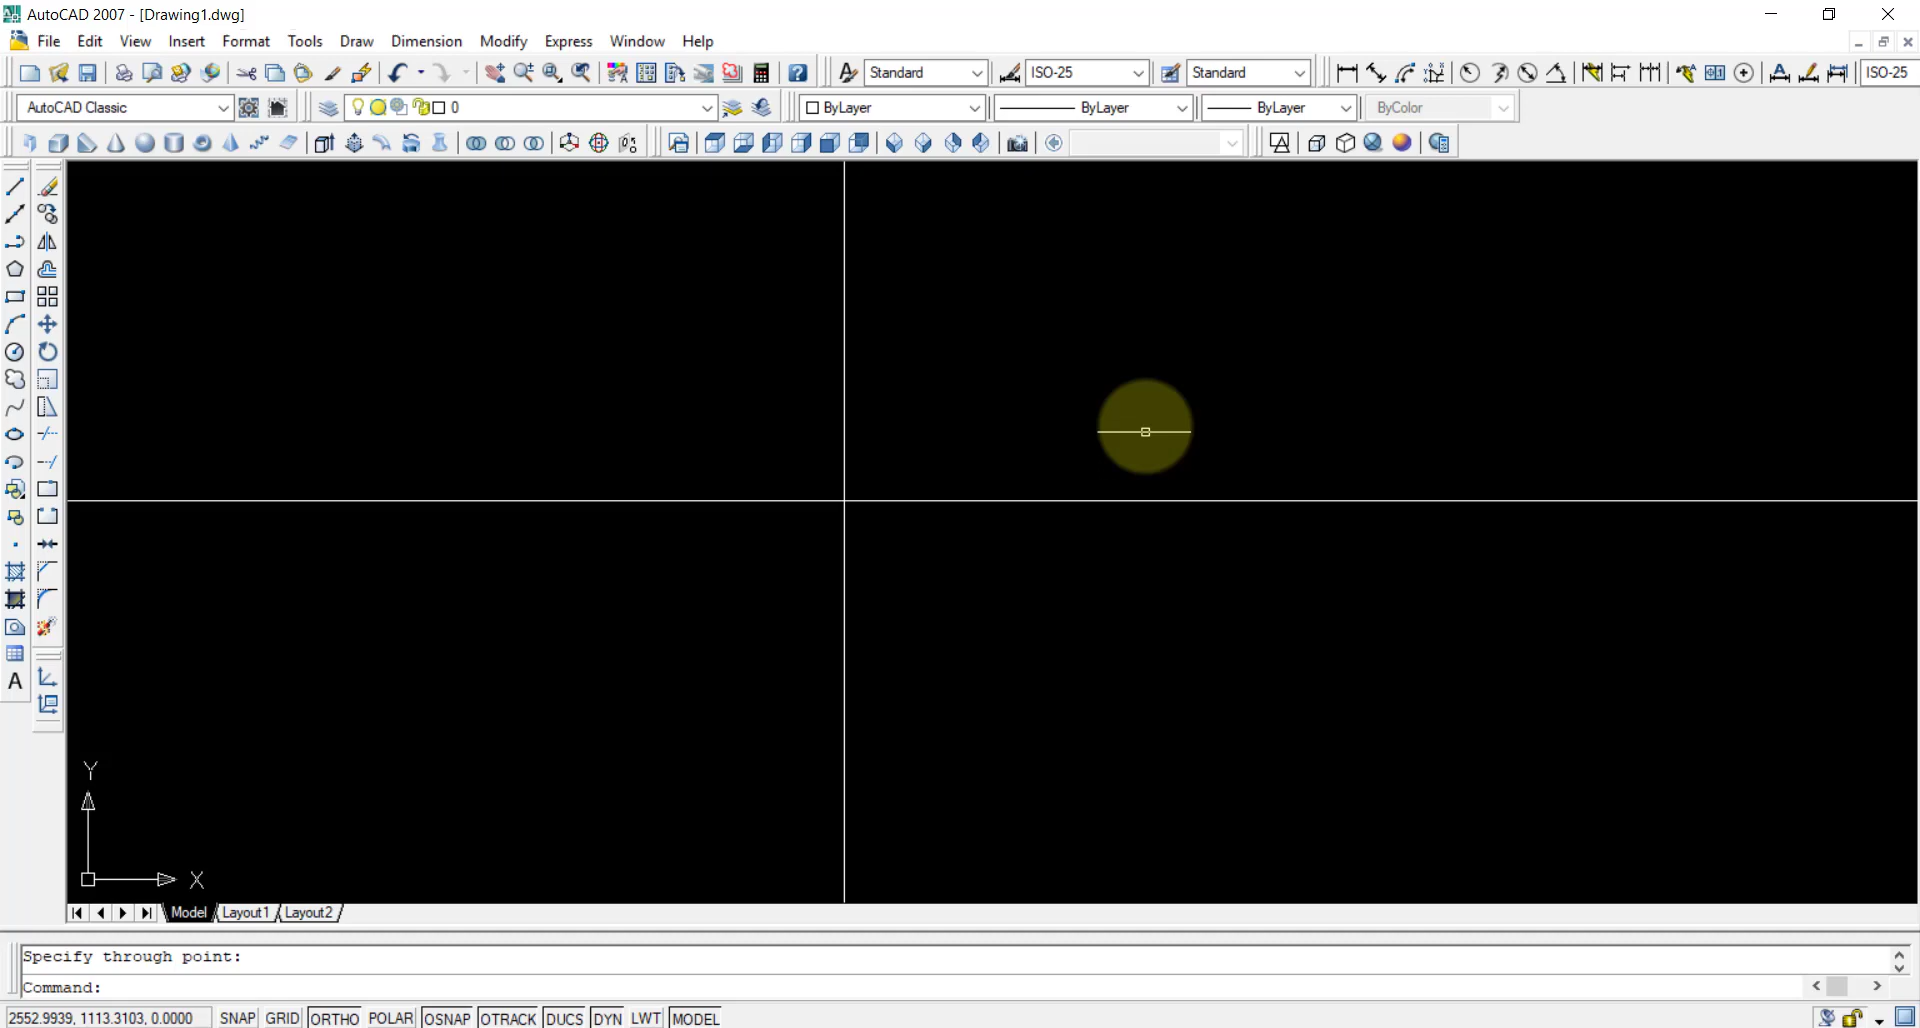 AutoCAD 2007 - [Drawing1.dwg]
File Edit View Insert Format Tools Draw Dimension Modify Express Window Help
Standard ISO-25 Standard ISO-25
AutoCAD Classic 0 ByLayer ByLayer ByLayer ByColor
Y
X
Model Layout1 Layout2
Specify through point:
Command:
2552.9939, 1113.3103, 0.0000 SNAP GRID ORTHO POLAR OSNAP OTRACK DUCS DYN LWT MODEL